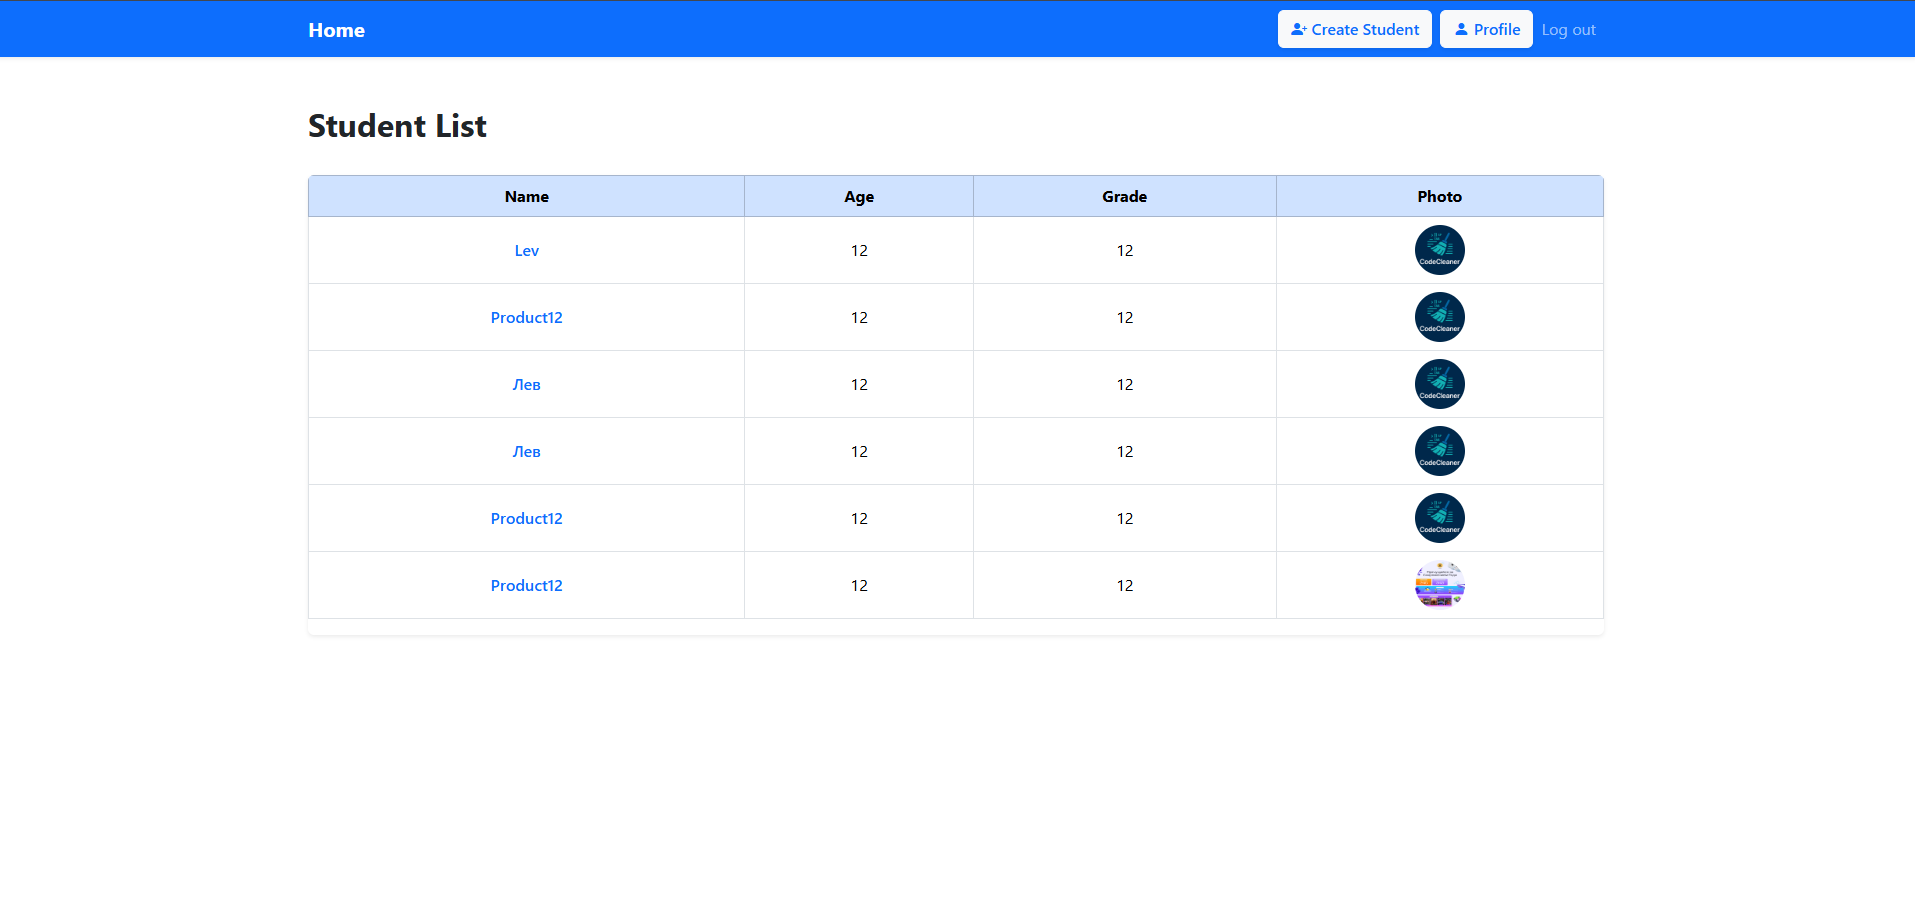 Home
Create Student
Profile
Log out
Student List
Name Age Grade Photo
Lev 12 12
CodeCleaner
Product12 12 12
CodeCleaner
Лев 12 12
CodeCleaner
Лев 12 12
CodeCleaner
Product12 12 12
CodeCleaner
Product12 12 12